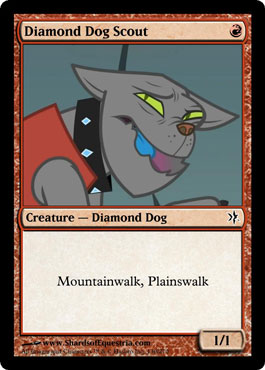 Diamond Dog Scout
Creature — Diamond Dog
Mountainwalk, Plainswalk
www.ShardsofEquestria.com
1/1